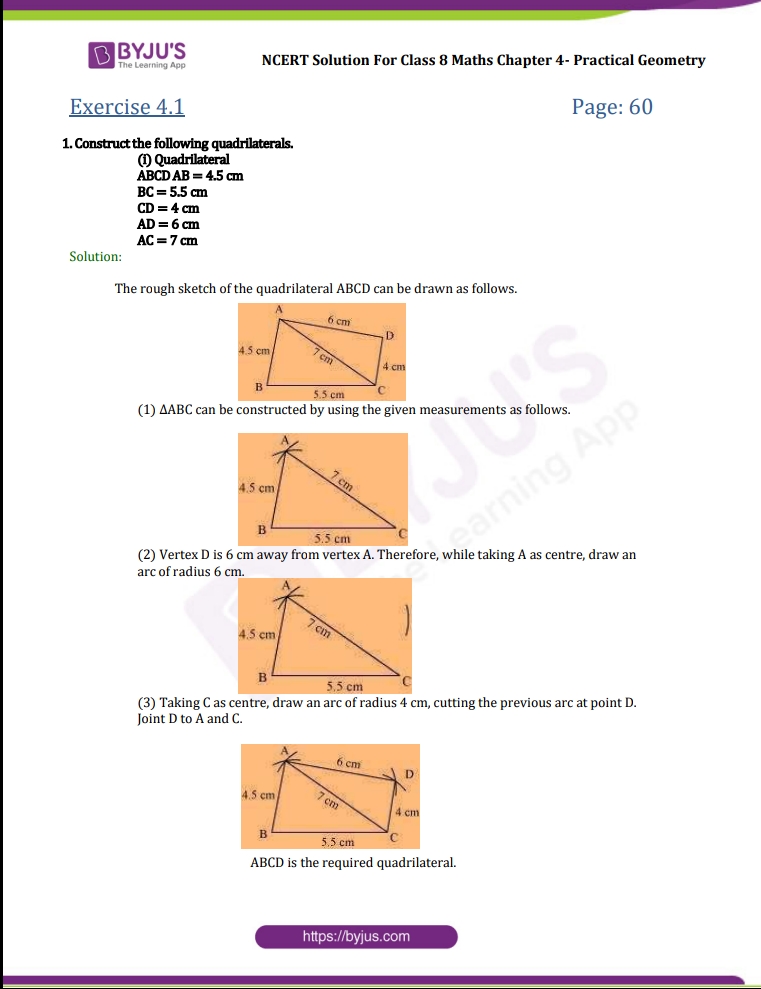 BYJU'S
The Learning App
NCERT Solution For Class 8 Maths Chapter 4- Practical Geometry
Exercise 4.1 Page: 60
1. Construct the following quadrilaterals.
(i) Quadrilateral
ABCD AB = 4.5 cm
BC = 5.5 cm
CD = 4 cm
AD = 6 cm
AC = 7 cm
Solution:
The rough sketch of the quadrilateral ABCD can be drawn as follows.
A
6 cm
D
4.5 cm
7 cm
4 cm
B
C
5.5 cm
(1) ΔABC can be constructed by using the given measurements as follows.
A
7 cm
4.5 cm
B
C
5.5 cm
(2) Vertex D is 6 cm away from vertex A. Therefore, while taking A as centre, draw an
arc of radius 6 cm.
A
7 cm
4.5 cm
B
C
5.5 cm
(3) Taking C as centre, draw an arc of radius 4 cm, cutting the previous arc at point D.
Joint D to A and C.
A
6 cm
D
4.5 cm
7 cm
4 cm
B
C
5.5 cm
ABCD is the required quadrilateral.
BYJU'S
The Learning App
https://byjus.com